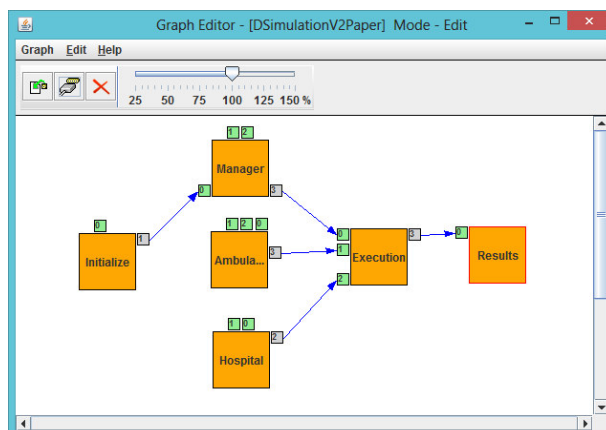 Graph Editor - [DSimulationV2Paper] Mode - Edit
Graph Edit Help
25 50 75 100 125 150 %
1 2
Manager
0 3
0
1
Initialize
1 2 0
3
Ambula...
0
1
2
Execution
3
0
Results
1 0
2
Hospital